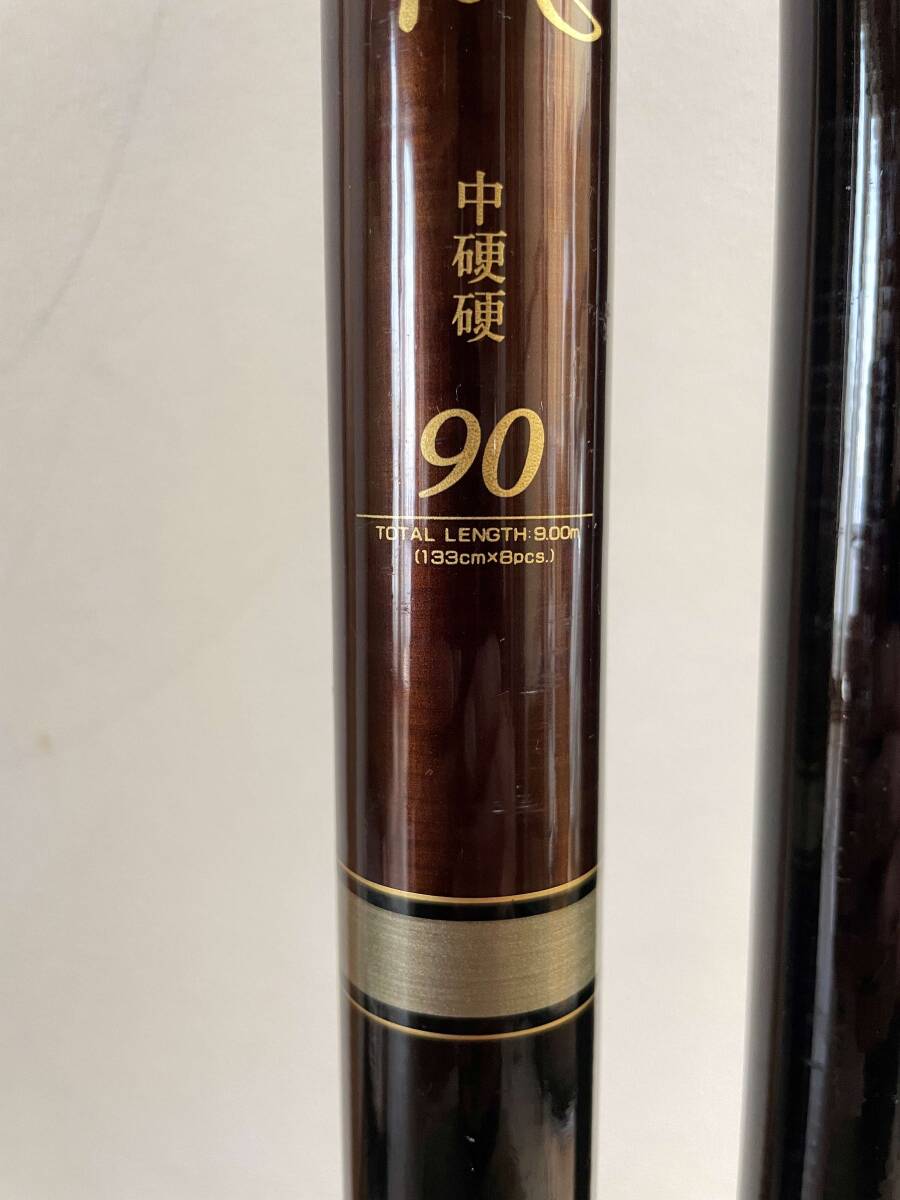 中硬硬
90
TOTAL LENGTH:9.00m
(133cm×8pcs.)